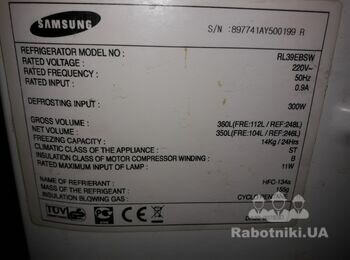 SAMSUNG
S/N :897741AY500199 R
REFRIGERATOR MODEL NO : RL39EBSW
RATED VOLTAGE : 220V~
RATED FREQUENCY : 50Hz
RATED INPUT : 0.9A
DEFROSTING INPUT : 300W
GROSS VOLUME : 360L(FRE:112L / REF:248L)
NET VOLUME : 350L(FRE:104L / REF:246L)
FREEZING CAPACITY : 14Kg / 24Hrs
CLIMATIC CLASS OF THE APPLIANCE : ST
INSULATION CLASS OF MOTOR COMPRESSOR WINDING : B
RATED MAXIMUM INPUT OF LAMP : 11W
NAME OF REFRIGERANT : HFC-134a
MASS OF THE REFRIGERANT : 155g
INSULATION BLOWING GAS :
TÜV
Rabotniki.UA